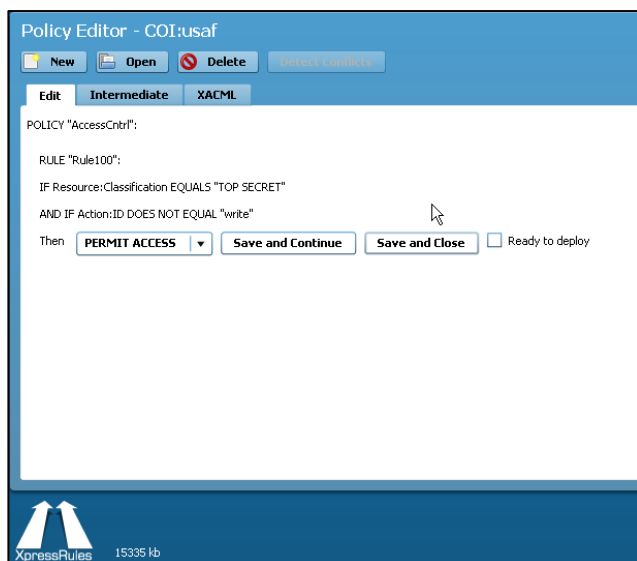 Policy Editor - COI:usaf
New Open Delete Detect Conflicts
Edit Intermediate XACML
POLICY "AccessCntrl":
RULE "Rule100":
IF Resource:Classification EQUALS "TOP SECRET"
AND IF Action:ID DOES NOT EQUAL "write"
Then PERMIT ACCESS Save and Continue Save and Close Ready to deploy
XpressRules 15335 kb